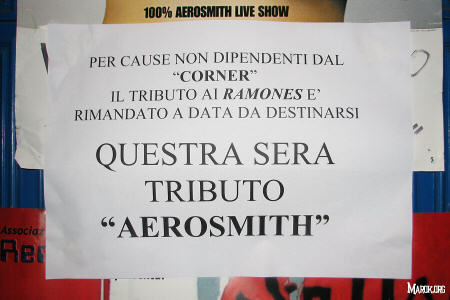 100% AEROSMITH LIVE SHOW
PER CAUSE NON DIPENDENTI DAL
“CORNER”
IL TRIBUTO AI RAMONES E’
RIMANDATO A DATA DA DESTINARSI
QUESTRA SERA
TRIBUTO
“AEROSMITH”
Associaz
MAROK.ORG